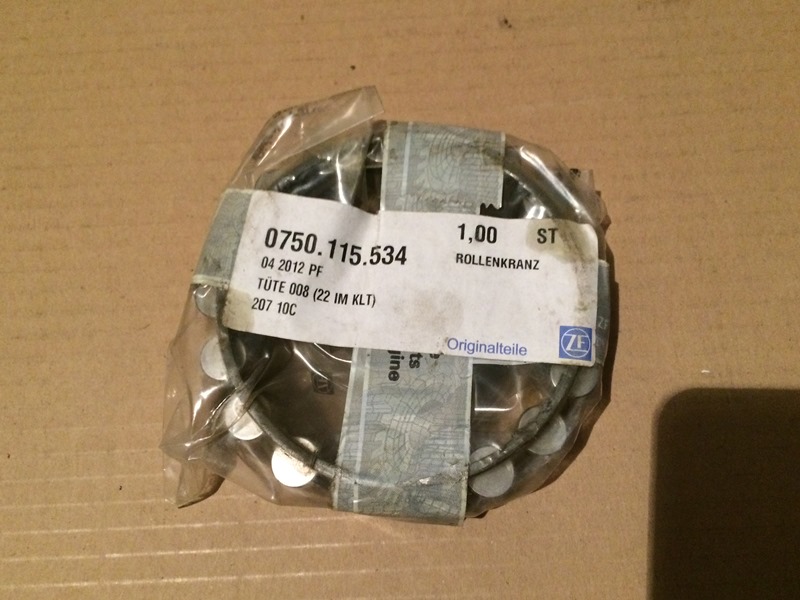 0750.115.534
1,00 ST
04 2012 PF
ROLLENKRANZ
TÜTE 008 (22 IM KLT)
207 10C
Originalteile
ZF